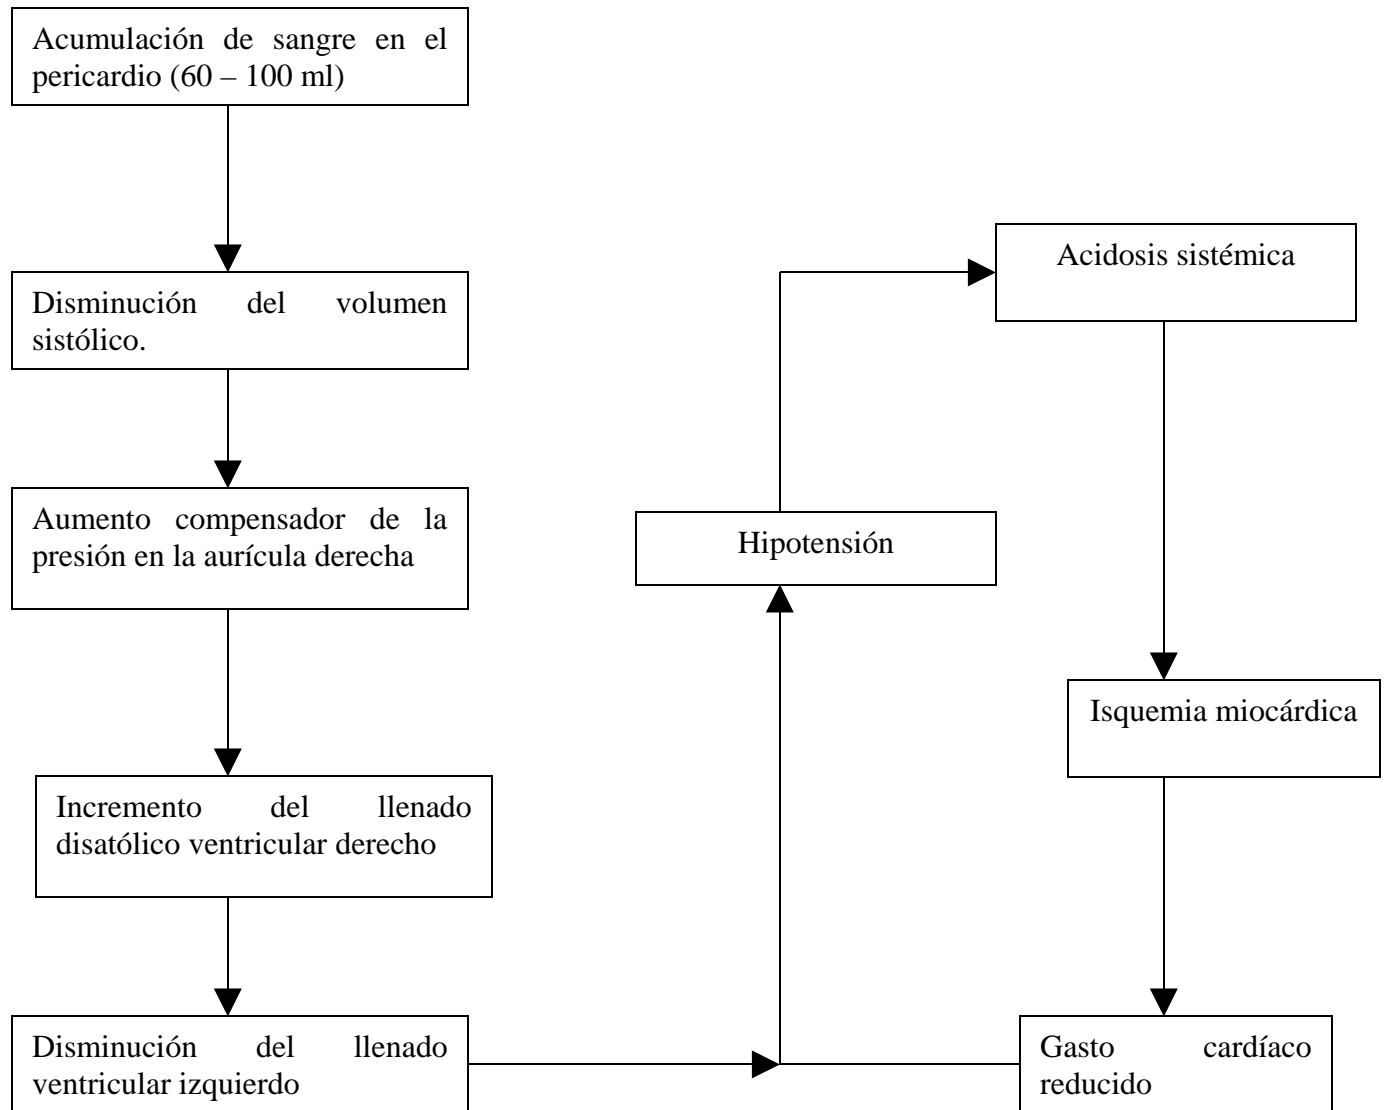 Acumulación de sangre en el
pericardio (60 – 100 ml)
Disminución del volumen
sistólico.
Aumento compensador de la
presión en la aurícula derecha
Incremento del llenado
disatólico ventricular derecho
Disminución del llenado
ventricular izquierdo
Hipotensión
Acidosis sistémica
Isquemia miocárdica
Gasto cardíaco
reducido